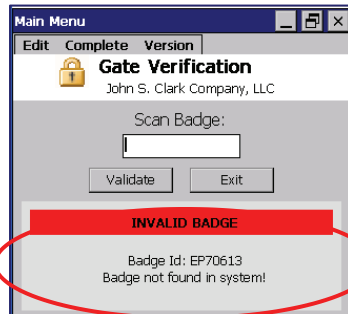 Main Menu
Edit Complete Version
Gate Verification
John S. Clark Company, LLC
Scan Badge:
Validate Exit
INVALID BADGE
Badge Id: EP70613
Badge not found in system!